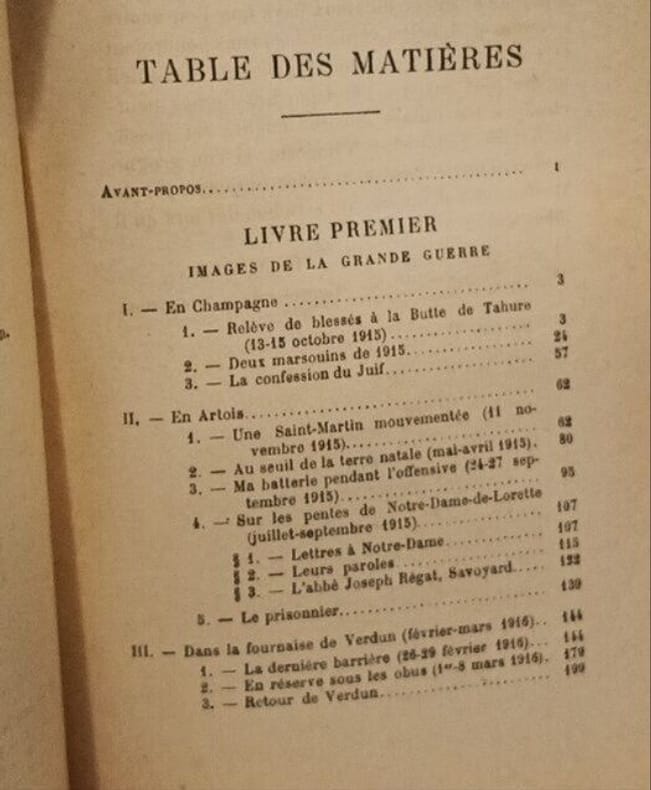 TABLE DES MATIÈRES
AVANT-PROPOS........ 1
LIVRE PREMIER
IMAGES DE LA GRANDE GUERRE
I. — En Champagne ........ 3
1. — Relève de blessés à la Butte de Tahure
(13-15 octobre 1915)........ 3
2. — Deux marsouins de 1915........ 24
3. — La confession du Juif........ 57
II. — En Artois........ 62
1. — Une Saint-Martin mouvementée (11 no-
vembre 1915)........ 62
2. — Au seuil de la terre natale (mai-avril 1915). 80
3. — Ma batterie pendant l'offensive (24-27 sep-
tembre 1915)........ 95
4. — Sur les pentes de Notre-Dame-de-Lorette
(juillet-septembre 1915)........ 107
§ 1. — Lettres à Notre-Dame........ 107
§ 2. — Leurs paroles........ 115
§ 3. — L'abbé Joseph Régat, Savoyard..... 122
5. — Le prisonnier........ 139
III. — Dans la fournaise de Verdun (février-mars 1916).. 144
1. — La dernière barrière (26-29 février 1916)... 144
2. — En réserve sous les obus (1er-8 mars 1916). 179
3. — Retour de Verdun........ 199